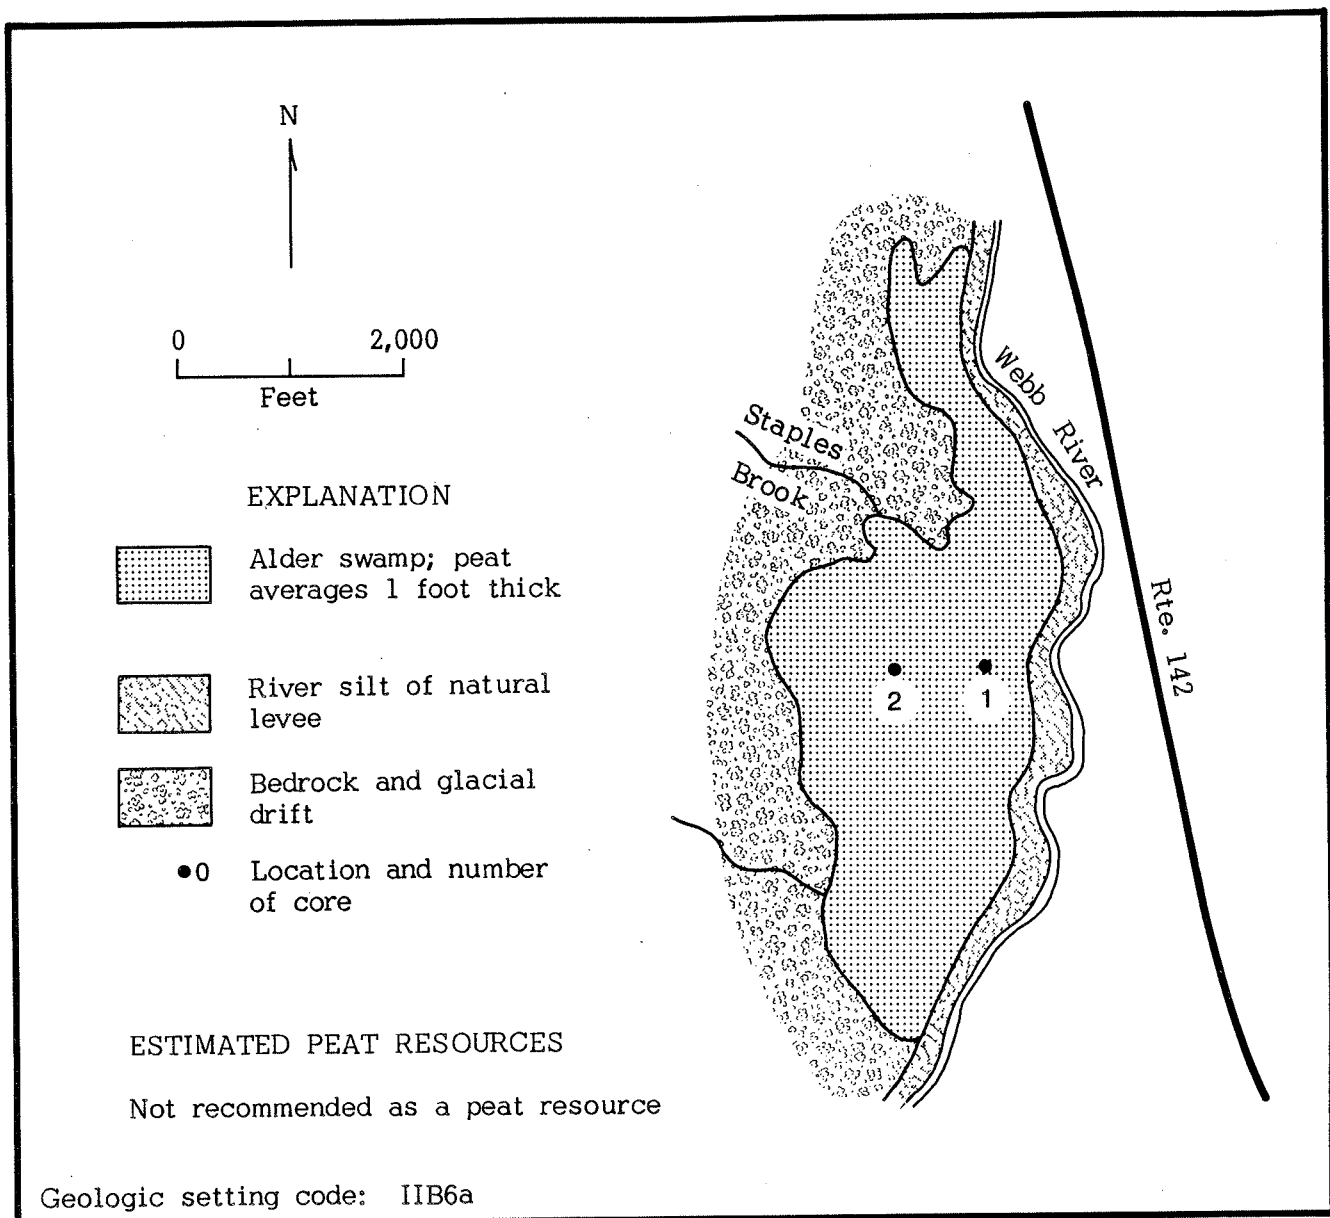 N
0 2,000
Feet
EXPLANATION
Alder swamp; peat
averages 1 foot thick
River silt of natural
levee
Bedrock and glacial
drift
0 Location and number
of core
ESTIMATED PEAT RESOURCES
Not recommended as a peat resource
Geologic setting code: IIB6a
Staples
Brook
Webb River
Rte. 142
2
1